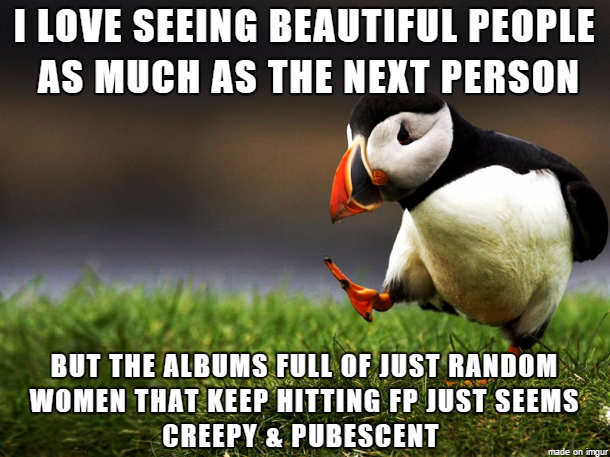 I LOVE SEEING BEAUTIFUL PEOPLE
AS MUCH AS THE NEXT PERSON
BUT THE ALBUMS FULL OF JUST RANDOM
WOMEN THAT KEEP HITTING FP JUST SEEMS
CREEPY & PUBESCENT
made on imgur